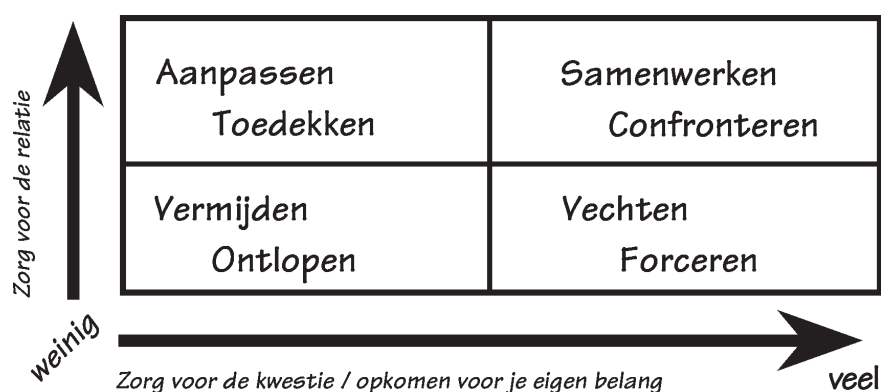 Zorg voor de relatie
Aanpassen
Toedekken
Samenwerken
Confronteren
Vermijden
Ontlopen
Vechten
Forceren
weinig
Zorg voor de kwestie / opkomen voor je eigen belang
veel